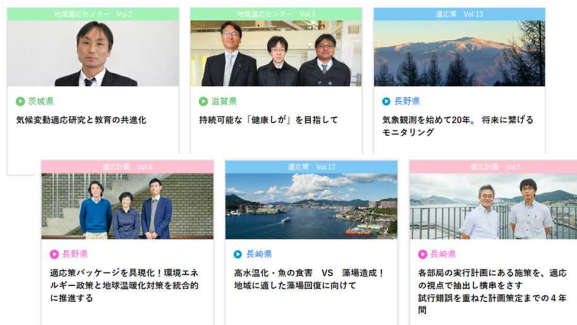 地域適応センター Vol.2
茨城県
気候変動適応研究と教育の共進化
地域適応センター Vol.1
滋賀県
持続可能な「健康しが」を目指して
適応策 Vol.13
長野県
気象観測を始めて20年。 将来に繋げる
モニタリング
適応計画 Vol.6
長野県
適応策パッケージを具現化！環境エネ
ルギー政策と地球温暖化対策を統合的
に推進する
適応策 Vol.12
長崎県
高水温化・魚の食害 VS 藻場造成！
地域に適した藻場回復に向けて
適応計画 Vol.5
長崎県
各部局の実行計画にある施策を、適応
の視点で抽出し横串をさす
試行錯誤を重ねた計画策定までの４年
間